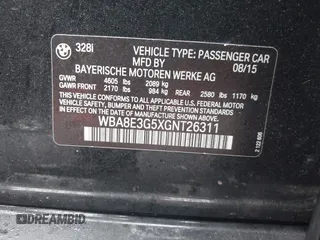 328i
VEHICLE TYPE: PASSENGER CAR
MFD BY 08/15
BAYERISCHE MOTOREN WERKE AG
GVWR 4605 lbs 2089 kg
GAWR FRONT 2170 lbs 984 kg REAR 2580 lbs 1170 kg
THIS VEHICLE CONFORMS TO ALL APPLICABLE FEDERAL MOTOR
VEHICLE SAFETY, BUMPER AND THEFT PREVENTION STANDARDS
IN EFFECT ON THE DATE OF MANUFACTURE SHOWN ABOVE.
WBA8E3G5XGNT26311
DREAMBID